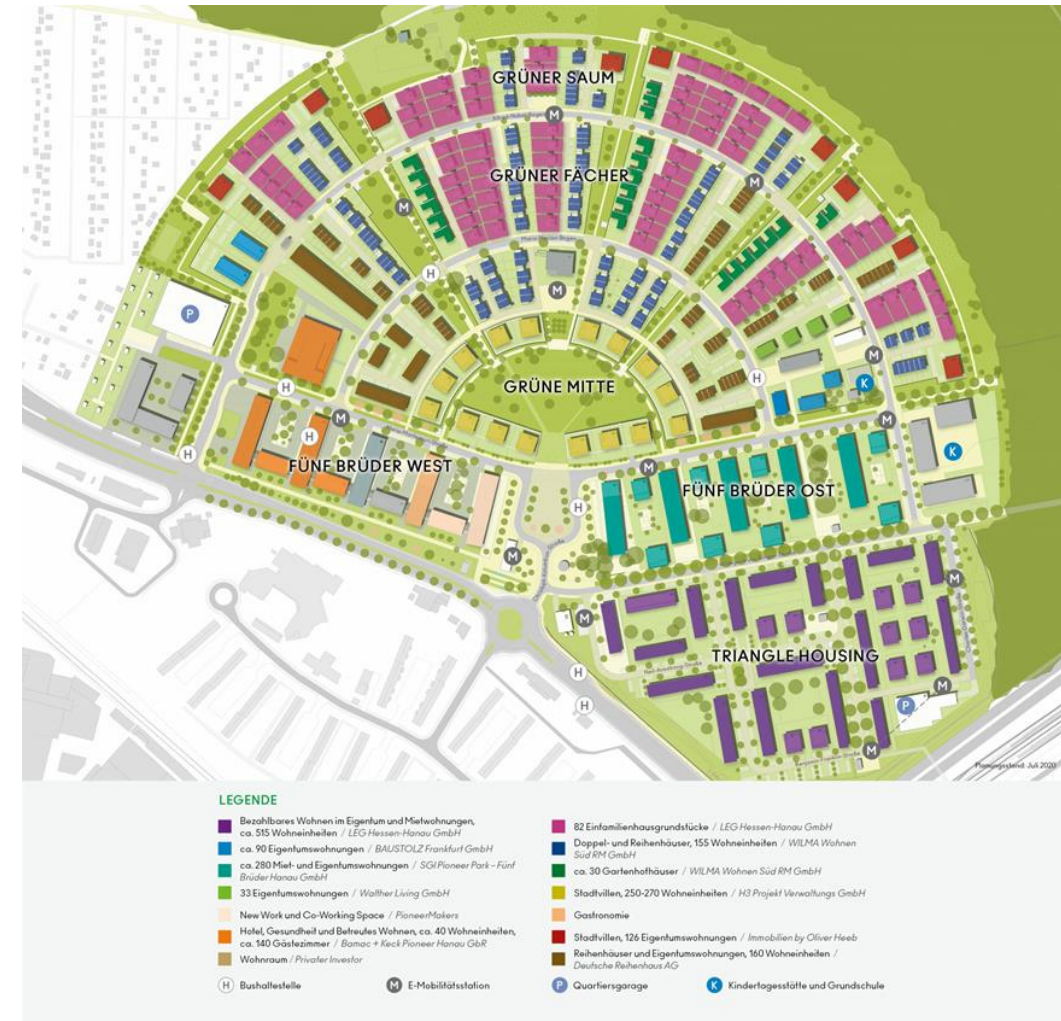 GRÜNER SAUM
GRÜNER FÄCHER
M
M
M
H
M
P
GRÜNE MITTE
H
H
M
K
M
M
H
H
FÜNF BRÜDER WEST
M
FÜNF BRÜDER OST
K
H
M
M
M
TRIANGLE HOUSING
Neil-Armstrong-Straße
H
H
M
P
M
Planungsstand: Juli 2020
LEGENDE
Bezahlbares Wohnen im Eigentum und Mietwohnungen,
ca. 515 Wohneinheiten / LEG Hessen-Hanau GmbH
ca. 90 Eigentumswohnungen / BAUSTOLZ Frankfurt GmbH
ca. 280 Miet- und Eigentumswohnungen / SGI Pioneer Park – Fünf
Brüder Hanau GmbH
33 Eigentumswohnungen / Walther Living GmbH
New Work und Co-Working Space / PioneerMakers
Hotel, Gesundheit und Betreutes Wohnen, ca. 40 Wohneinheiten,
ca. 140 Gästezimmer / Bamac + Keck Pioneer Hanau GbR
Wohnraum / Privater Investor
82 Einfamilienhausgrundstücke / LEG Hessen-Hanau GmbH
Doppel- und Reihenhäuser, 155 Wohneinheiten / WILMA Wohnen
Süd RM GmbH
ca. 30 Gartenhofhäuser / WILMA Wohnen Süd RM GmbH
Stadtvillen, 250-270 Wohneinheiten / H3 Projekt Verwaltungs GmbH
Gastronomie
Stadtvillen, 126 Eigentumswohnungen / Immobilien by Oliver Heeb
Reihenhäuser und Eigentumswohnungen, 160 Wohneinheiten /
Deutsche Reihenhaus AG
H Bushaltestelle
M E-Mobilitätsstation
P Quartiersgarage
K Kindertagesstätte und Grundschule